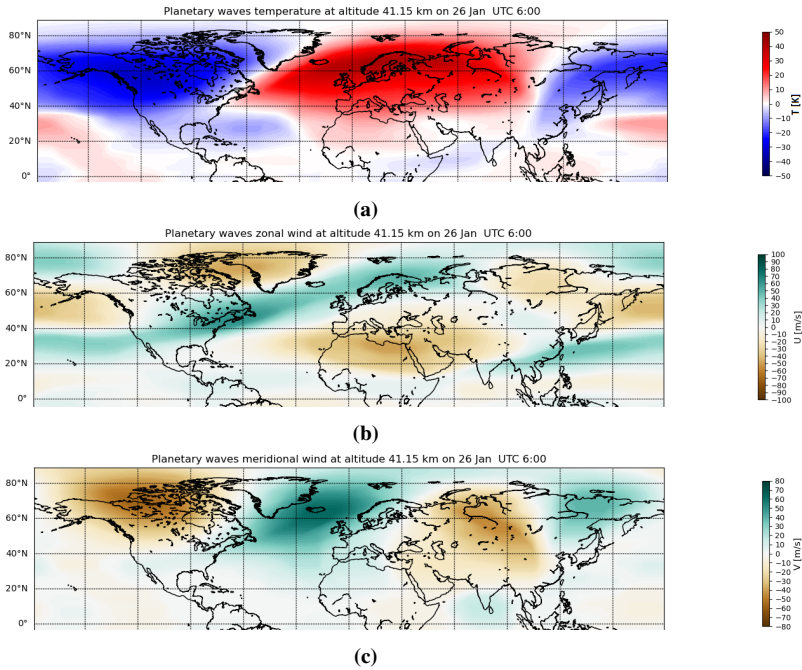 Planetary waves temperature at altitude 41.15 km on 26 Jan UTC 6:00
80°N
60°N
40°N
20°N
0°
50
40
30
20
10
0
−10
−20
−30
−40
−50
T [K]
(a)
Planetary waves zonal wind at altitude 41.15 km on 26 Jan UTC 6:00
80°N
60°N
40°N
20°N
0°
100
90
80
70
60
50
40
30
20
10
0
−10
−20
−30
−40
−50
−60
−70
−80
−90
−100
U [m/s]
(b)
Planetary waves meridional wind at altitude 41.15 km on 26 Jan UTC 6:00
80°N
60°N
40°N
20°N
0°
80
70
60
50
40
30
20
10
0
−10
−20
−30
−40
−50
−60
−70
−80
V [m/s]
(c)